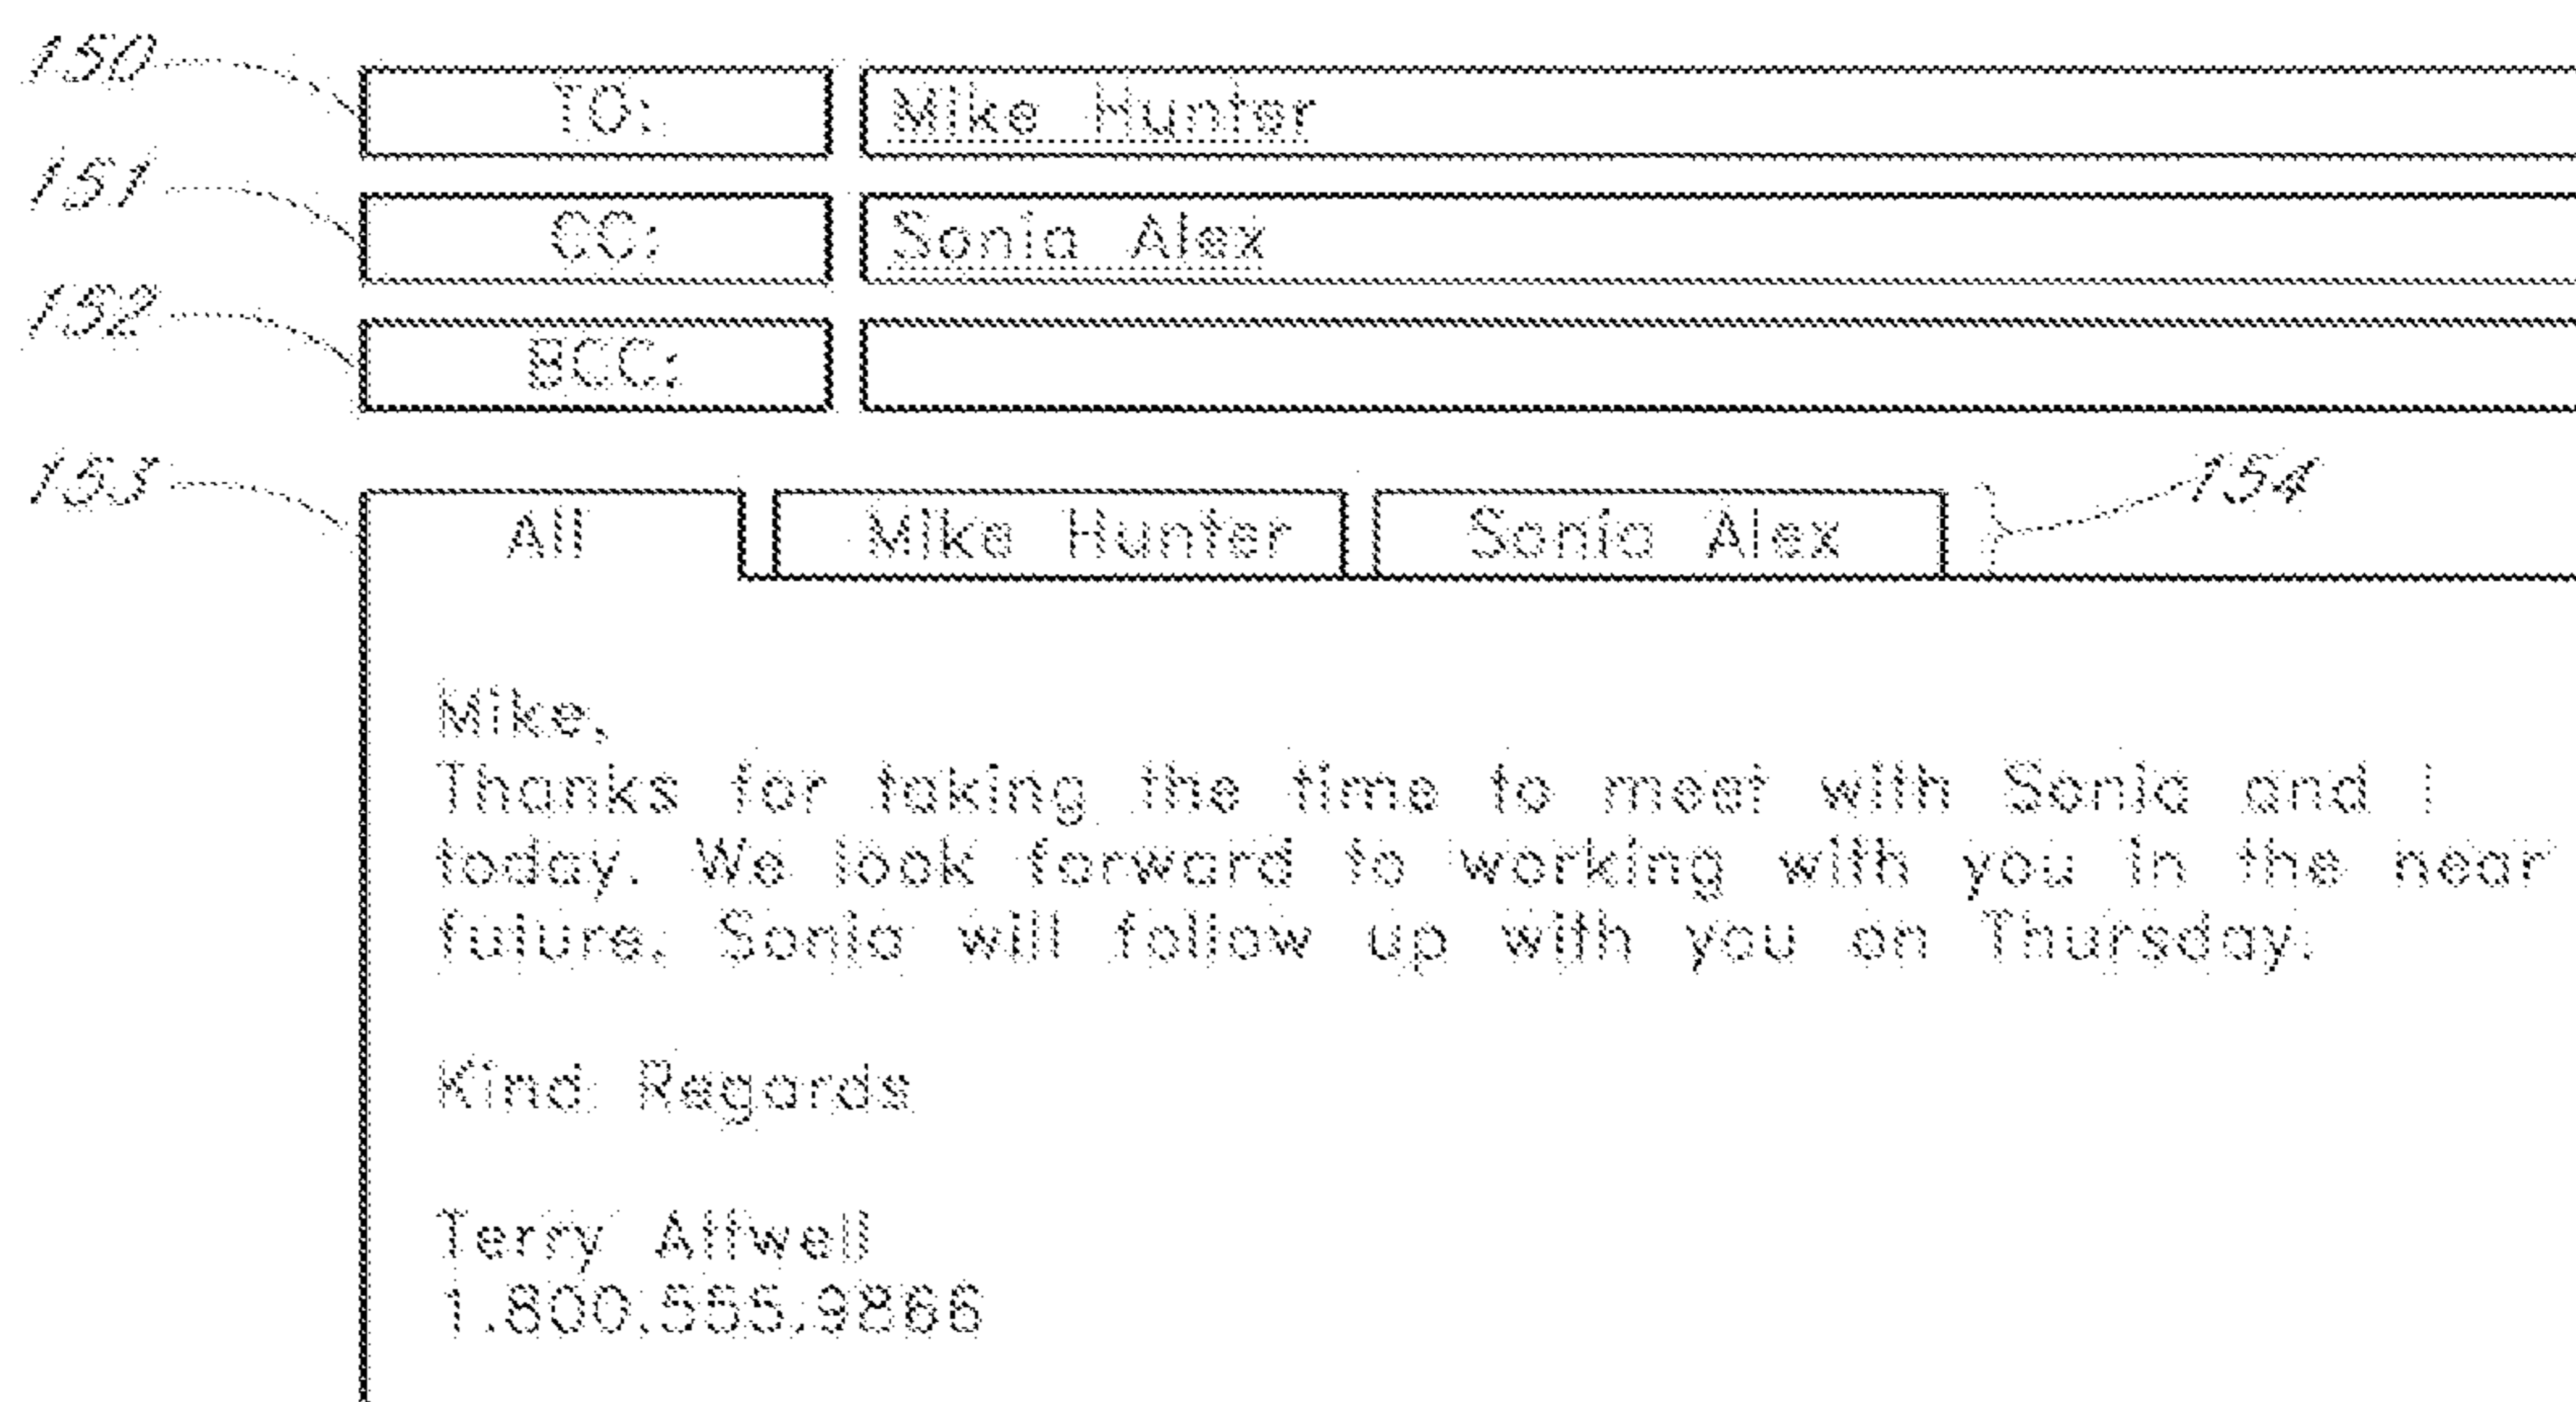 150 TO: Mike Hunter
151 CC: Sonia Alex
152 BCC:
153 All Mike Hunter Sonia Alex 154
Mike,
Thanks for taking the time to meet with Sonia and I
today. We look forward to working with you in the near
future. Sonia will follow up with you on Thursday.
Kind Regards
Terry Attwell
1.800.555.9866